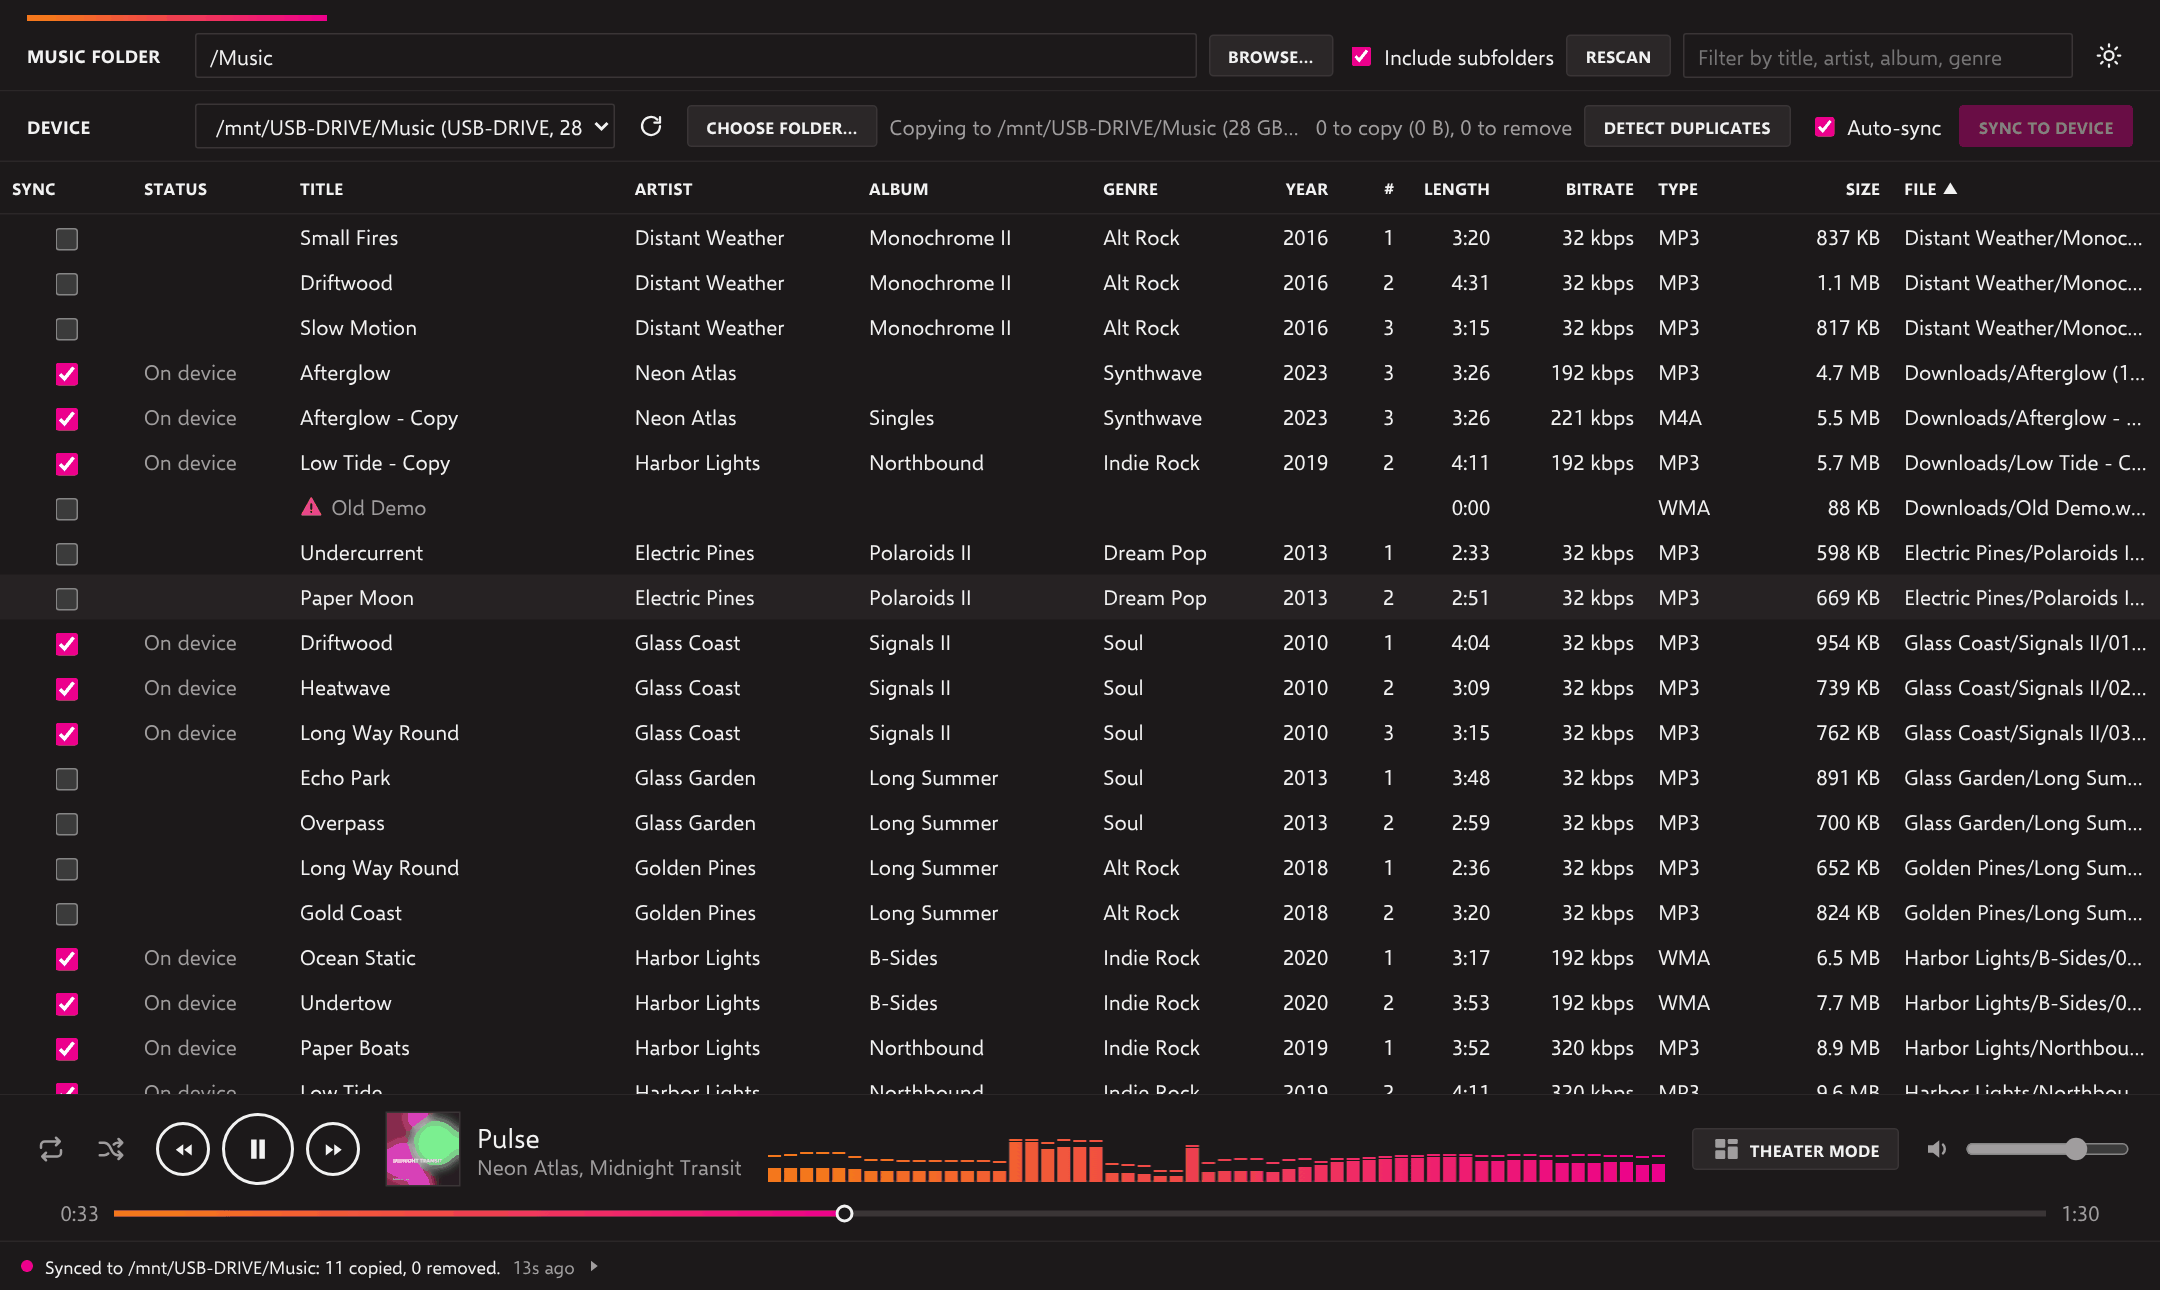 MUSIC FOLDER /Music BROWSE... Include subfolders RESCAN Filter by title, artist, album, genre
DEVICE /mnt/USB-DRIVE/Music (USB-DRIVE, 28 CHOOSE FOLDER... Copying to /mnt/USB-DRIVE/Music (28 GB... 0 to copy (0 B), 0 to remove DETECT DUPLICATES Auto-sync SYNC TO DEVICE
SYNC STATUS TITLE ARTIST ALBUM GENRE YEAR # LENGTH BITRATE TYPE SIZE FILE ▲
Small Fires Distant Weather Monochrome II Alt Rock 2016 1 3:20 32 kbps MP3 837 KB Distant Weather/Monoc...
Driftwood Distant Weather Monochrome II Alt Rock 2016 2 4:31 32 kbps MP3 1.1 MB Distant Weather/Monoc...
Slow Motion Distant Weather Monochrome II Alt Rock 2016 3 3:15 32 kbps MP3 817 KB Distant Weather/Monoc...
On device Afterglow Neon Atlas Synthwave 2023 3 3:26 192 kbps MP3 4.7 MB Downloads/Afterglow (1...
On device Afterglow - Copy Neon Atlas Singles Synthwave 2023 3 3:26 221 kbps M4A 5.5 MB Downloads/Afterglow - ...
On device Low Tide - Copy Harbor Lights Northbound Indie Rock 2019 2 4:11 192 kbps MP3 5.7 MB Downloads/Low Tide - C...
Old Demo 0:00 WMA 88 KB Downloads/Old Demo.w...
Undercurrent Electric Pines Polaroids II Dream Pop 2013 1 2:33 32 kbps MP3 598 KB Electric Pines/Polaroids I...
Paper Moon Electric Pines Polaroids II Dream Pop 2013 2 2:51 32 kbps MP3 669 KB Electric Pines/Polaroids I...
On device Driftwood Glass Coast Signals II Soul 2010 1 4:04 32 kbps MP3 954 KB Glass Coast/Signals II/01...
On device Heatwave Glass Coast Signals II Soul 2010 2 3:09 32 kbps MP3 739 KB Glass Coast/Signals II/02...
On device Long Way Round Glass Coast Signals II Soul 2010 3 3:15 32 kbps MP3 762 KB Glass Coast/Signals II/03...
Echo Park Glass Garden Long Summer Soul 2013 1 3:48 32 kbps MP3 891 KB Glass Garden/Long Sum...
Overpass Glass Garden Long Summer Soul 2013 2 2:59 32 kbps MP3 700 KB Glass Garden/Long Sum...
Long Way Round Golden Pines Long Summer Alt Rock 2018 1 2:36 32 kbps MP3 652 KB Golden Pines/Long Sum...
Gold Coast Golden Pines Long Summer Alt Rock 2018 2 3:20 32 kbps MP3 824 KB Golden Pines/Long Sum...
On device Ocean Static Harbor Lights B-Sides Indie Rock 2020 1 3:17 192 kbps WMA 6.5 MB Harbor Lights/B-Sides/0...
On device Undertow Harbor Lights B-Sides Indie Rock 2020 2 3:53 192 kbps WMA 7.7 MB Harbor Lights/B-Sides/0...
On device Paper Boats Harbor Lights Northbound Indie Rock 2019 1 3:52 320 kbps MP3 8.9 MB Harbor Lights/Northbou...
On device Low Tide Harbor Lights Northbound Indie Rock 2019 2 4:11 320 kbps MP3 9.6 MB Harbor Lights/Northbou...
Pulse
Neon Atlas, Midnight Transit
THEATER MODE
0:33 1:30
Synced to /mnt/USB-DRIVE/Music: 11 copied, 0 removed. 13s ago